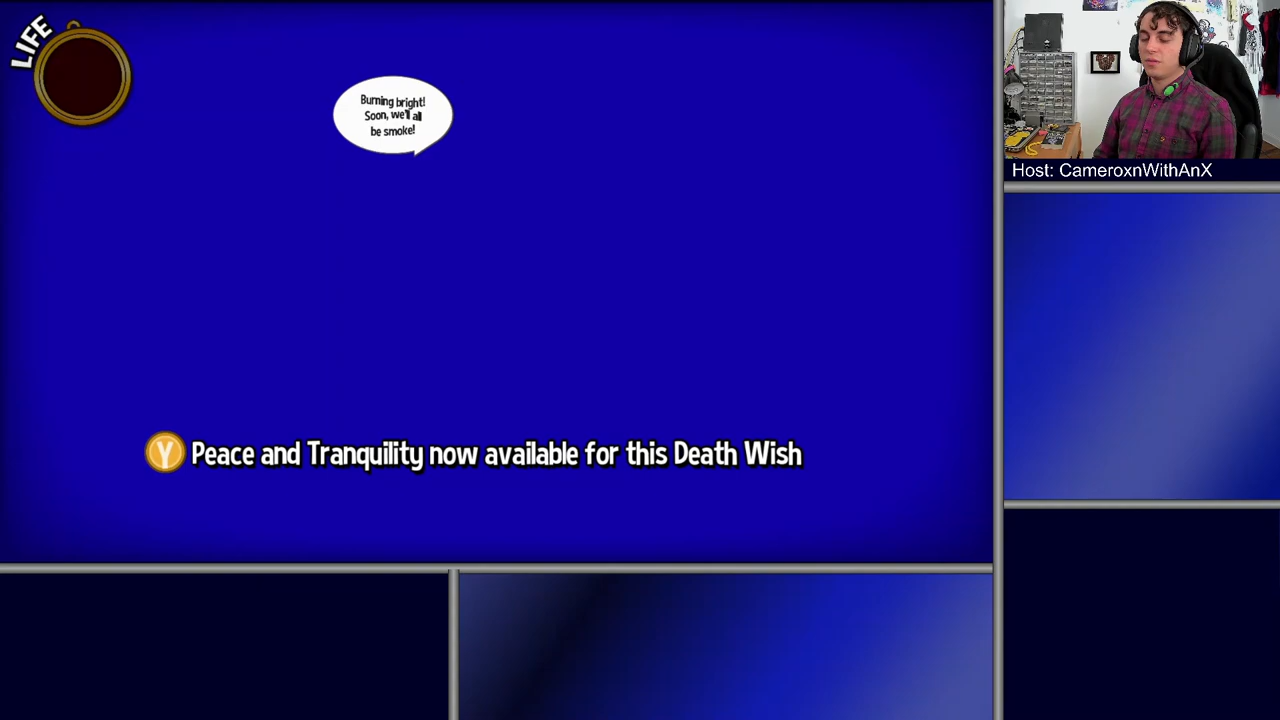 LIFE
Burning bright!
Soon, we'll all
be smoke!
Host: CameroxnWithAnX
Y Peace and Tranquility now available for this Death Wish